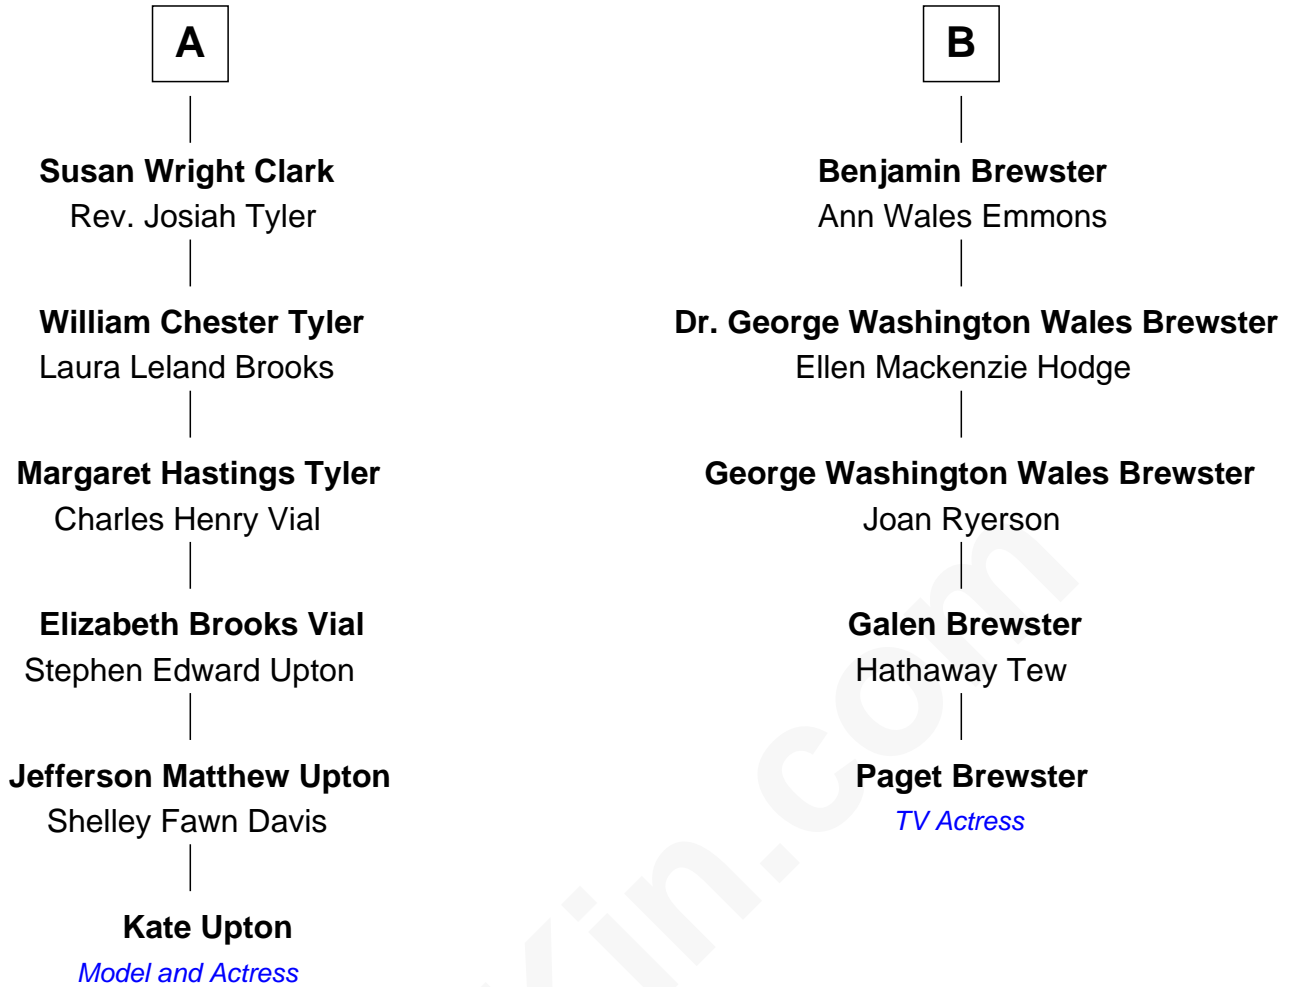 A
Susan Wright Clark
Rev. Josiah Tyler
William Chester Tyler
Laura Leland Brooks
Margaret Hastings Tyler
Charles Henry Vial
Elizabeth Brooks Vial
Stephen Edward Upton
Jefferson Matthew Upton
Shelley Fawn Davis
Kate Upton
Model and Actress
B
Benjamin Brewster
Ann Wales Emmons
Dr. George Washington Wales Brewster
Ellen Mackenzie Hodge
George Washington Wales Brewster
Joan Ryerson
Galen Brewster
Hathaway Tew
Paget Brewster
TV Actress
Kin.com